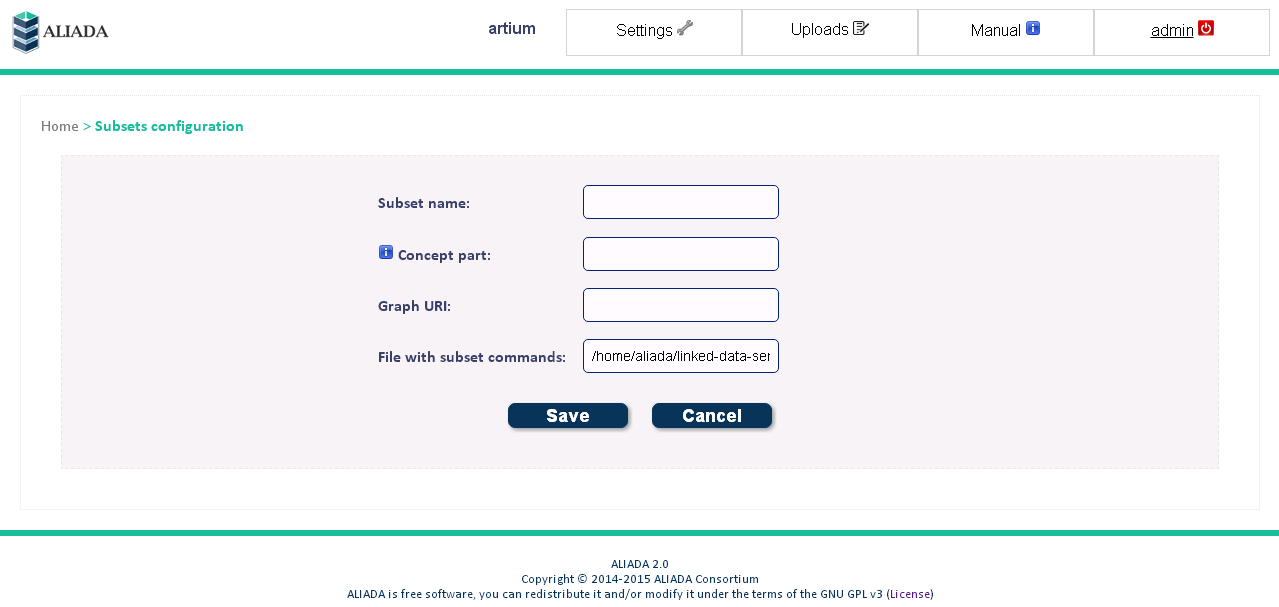 ALIADA
artium
Settings
Uploads
Manual
admin
Home > Subsets configuration
Subset name:
Concept part:
Graph URI:
File with subset commands: /home/aliada/linked-data-ser
Save Cancel
ALIADA 2.0
Copyright © 2014-2015 ALIADA Consortium
ALIADA is free software, you can redistribute it and/or modify it under the terms of the GNU GPL v3 (License)